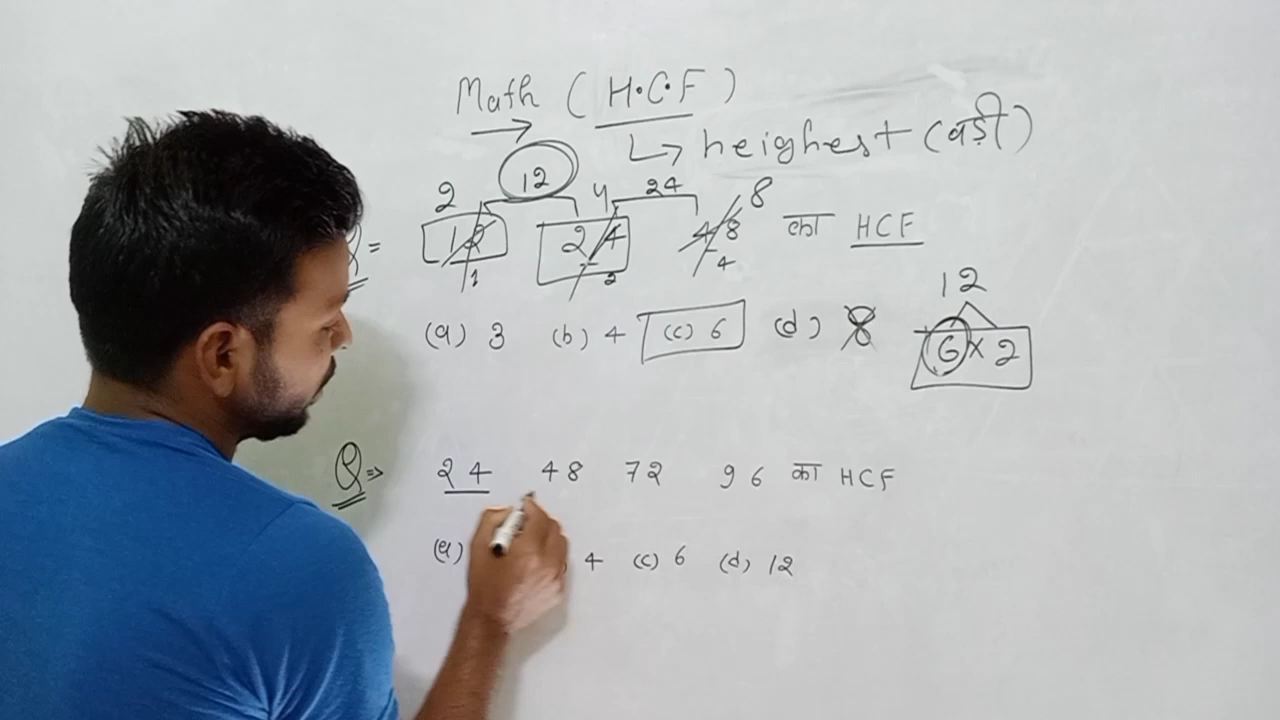 Math (H.C.F)
→ heighest (बड़ी)
12
2 4 24 8
= 12 24 48 का HCF
1 2 4
12
(a) 3 (b) 4 (c) 6 (d) 8 6 x 2
Q ⇒ 24 48 72 96 का HCF
(a) 4 (c) 6 (d) 12